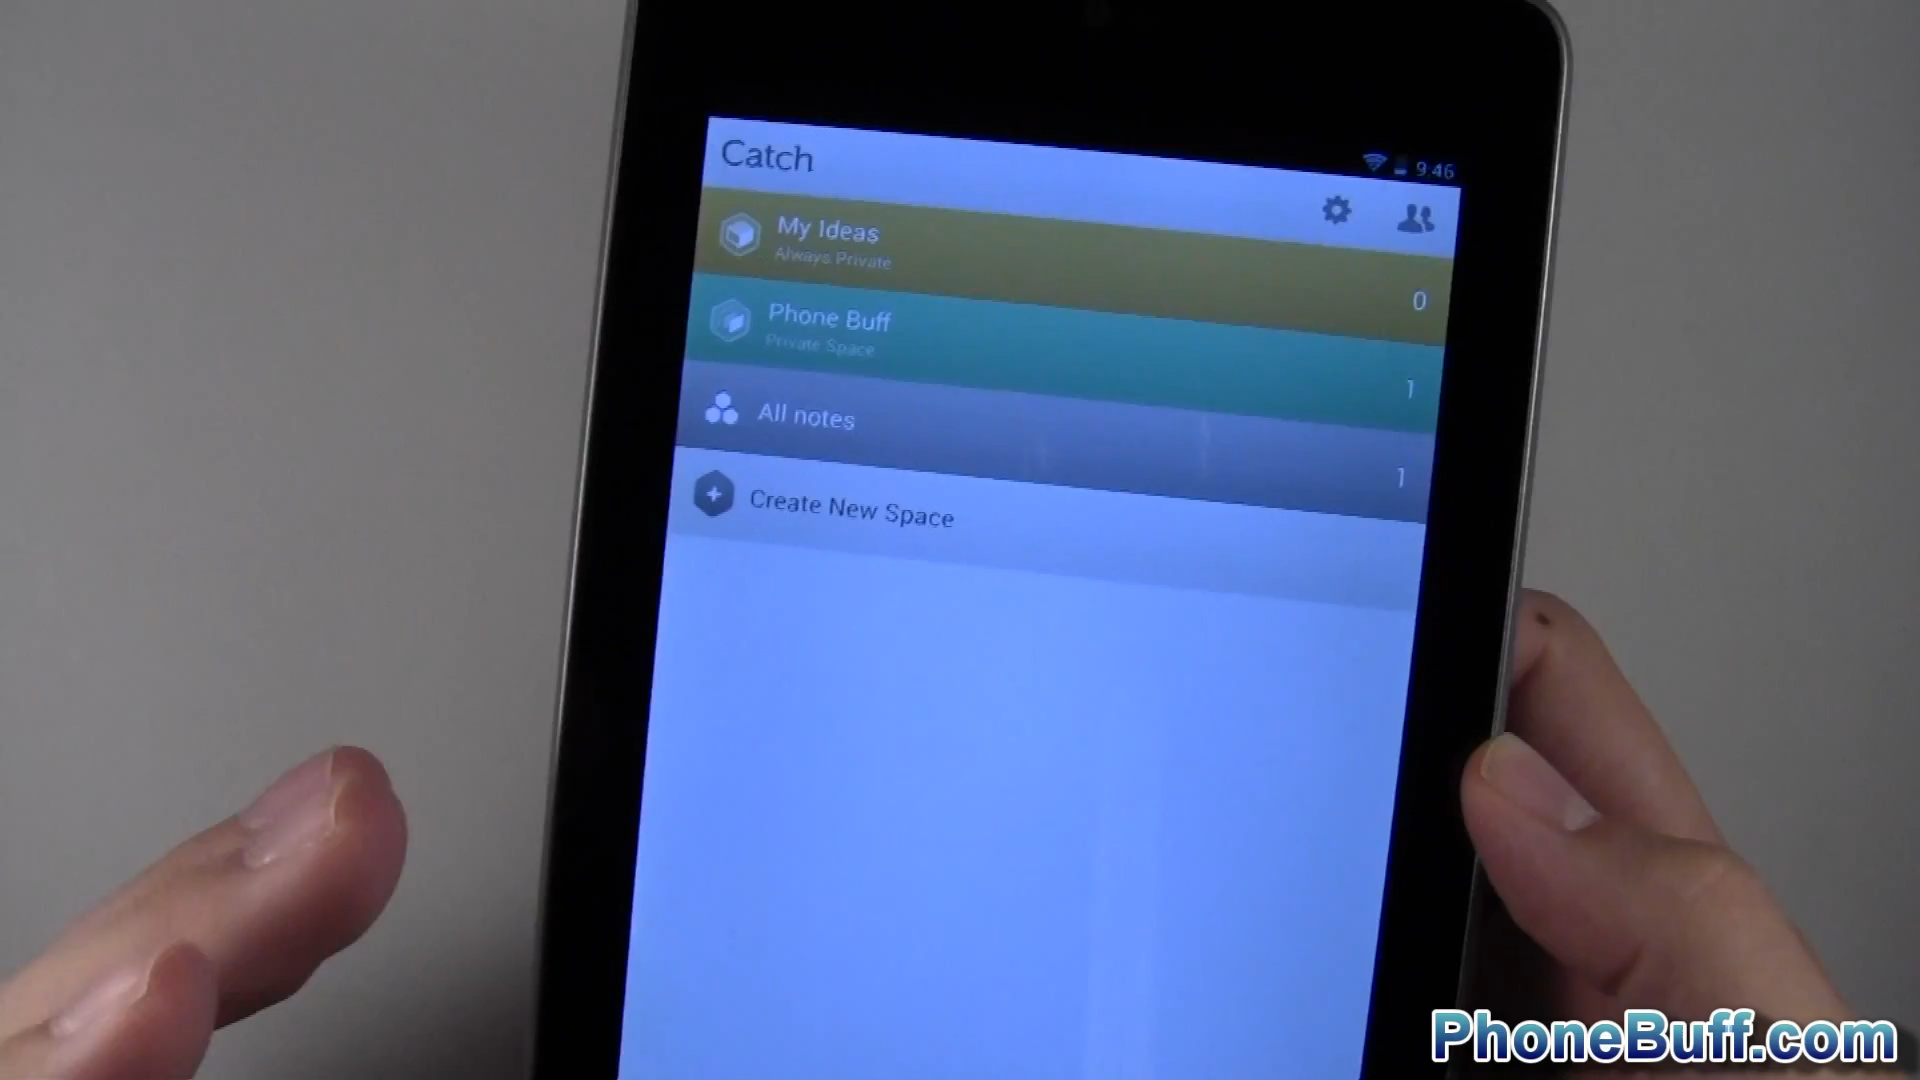 Catch
9:46
My Ideas
Always Private
0
Phone Buff
Private Space
1
All notes
1
Create New Space
PhoneBuff.com